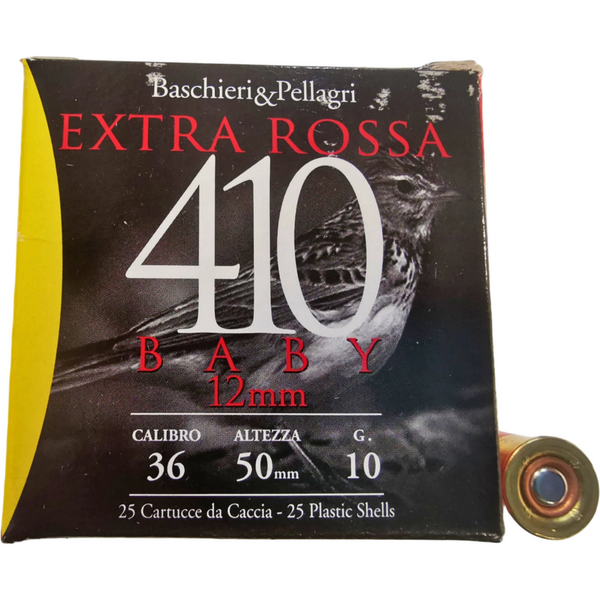 Baschieri&Pellagri
EXTRA ROSSA
410
BABY
12mm
CALIBRO ALTEZZA G.
36 50mm 10
25 Cartucce da Caccia - 25 Plastic Shells